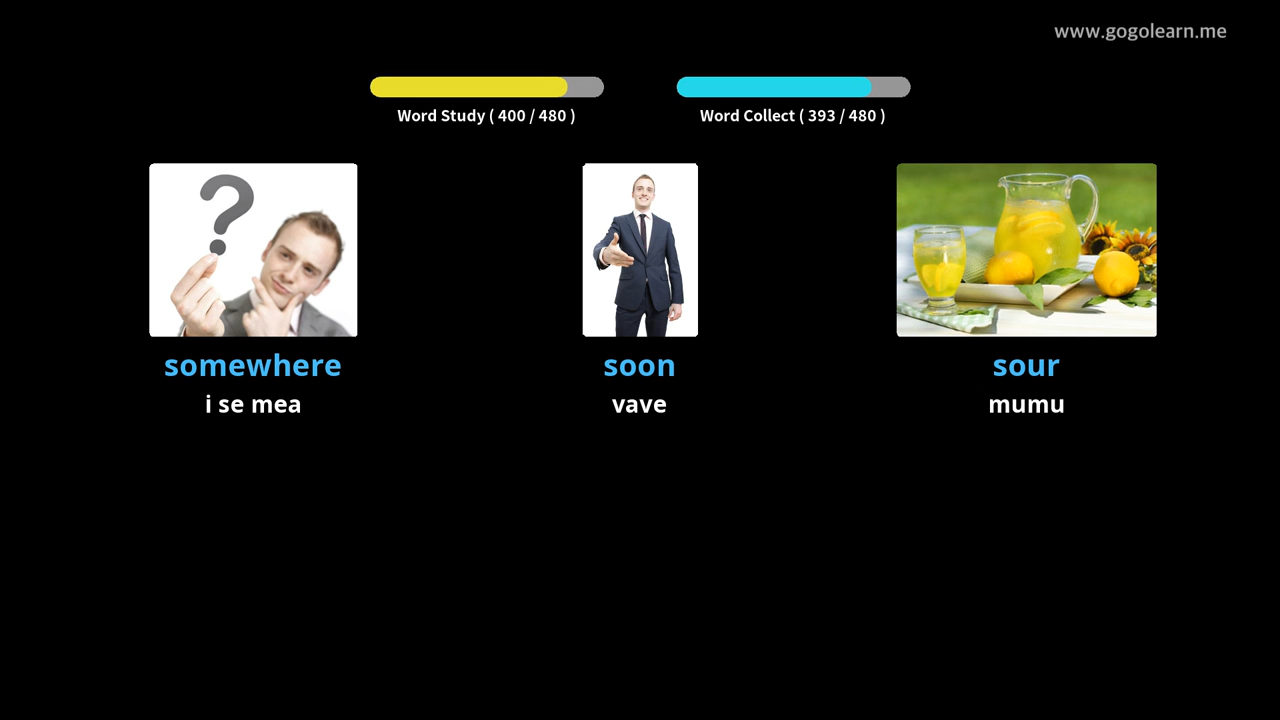 www.gogolearn.me
Word Study ( 400 / 480 )
Word Collect ( 393 / 480 )
somewhere
i se mea
soon
vave
sour
mumu